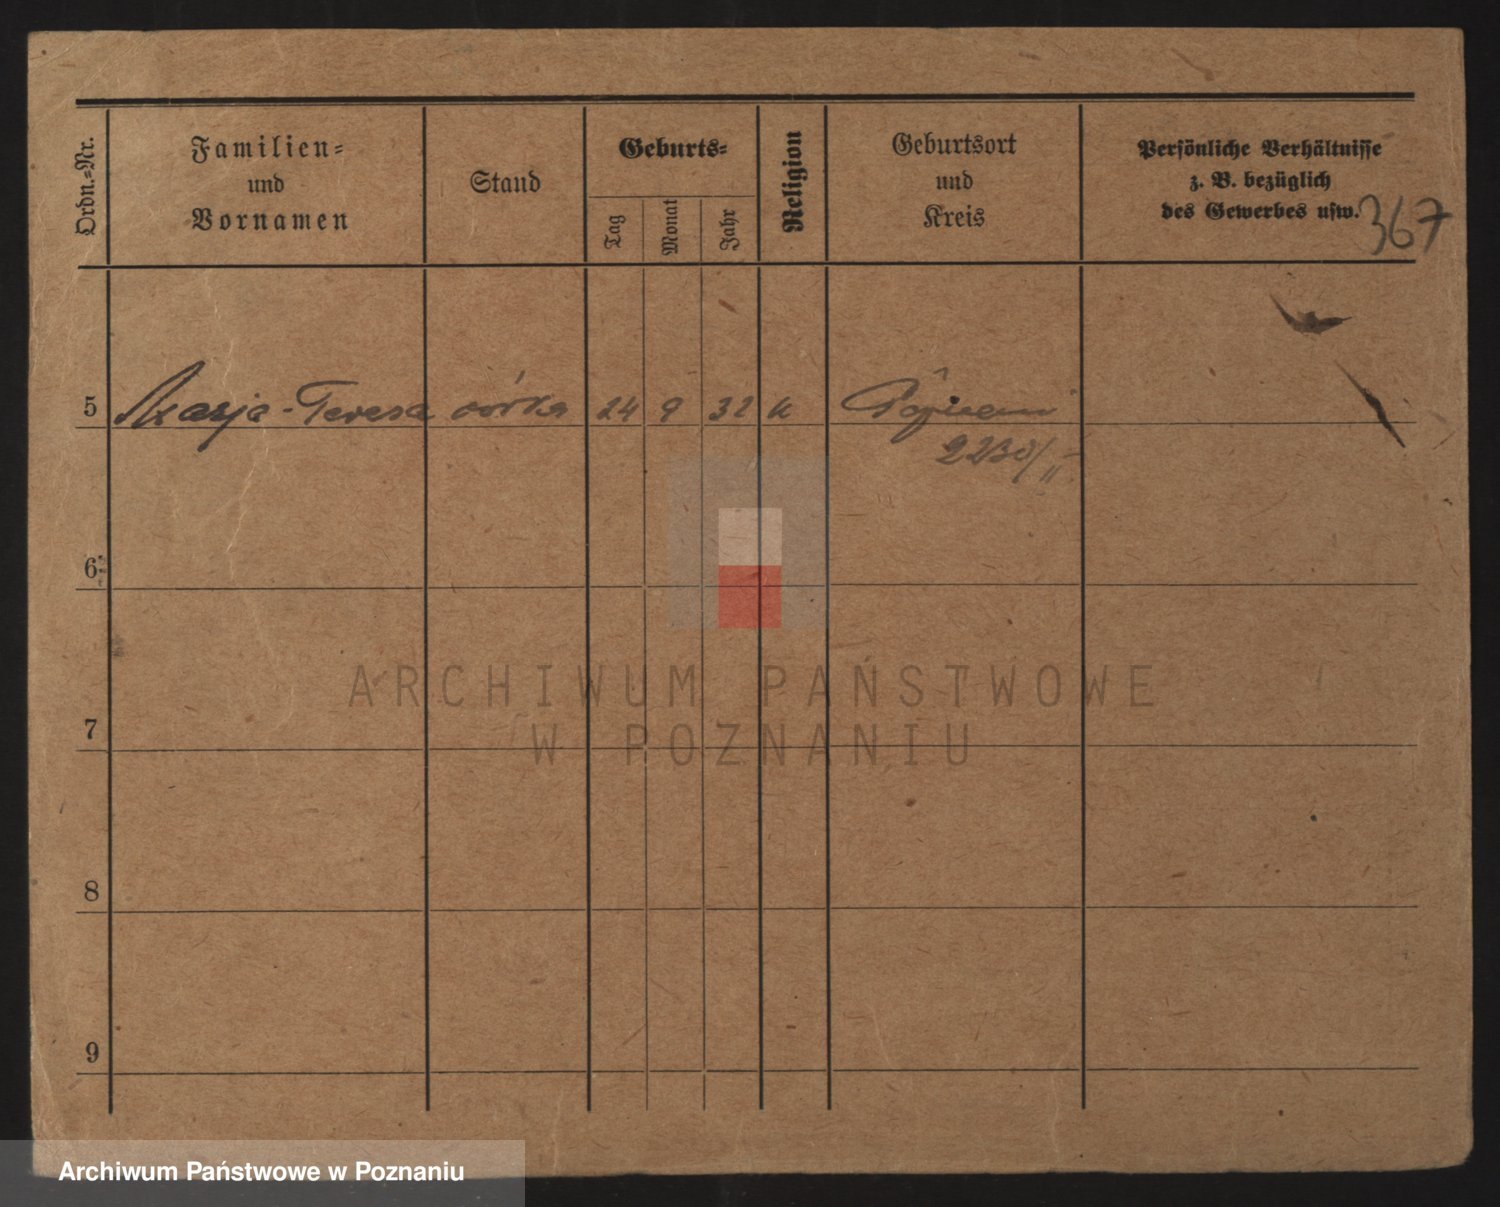 Ordn.-Nr.
Familien-
und
Vornamen
Stand
Geburts-
Tag
Monat
Jahr
Religion
Geburtsort
und
Kreis
Persönliche Verhältnisse
z. B. bezüglich
des Gewerbes usw.
367
5 Marja-Teresa córka 24 9 32 k
2230/II
6
7
8
9
ARCHIWUM PAŃSTWOWE
W POZNANIU
Archiwum Państwowe w Poznaniu